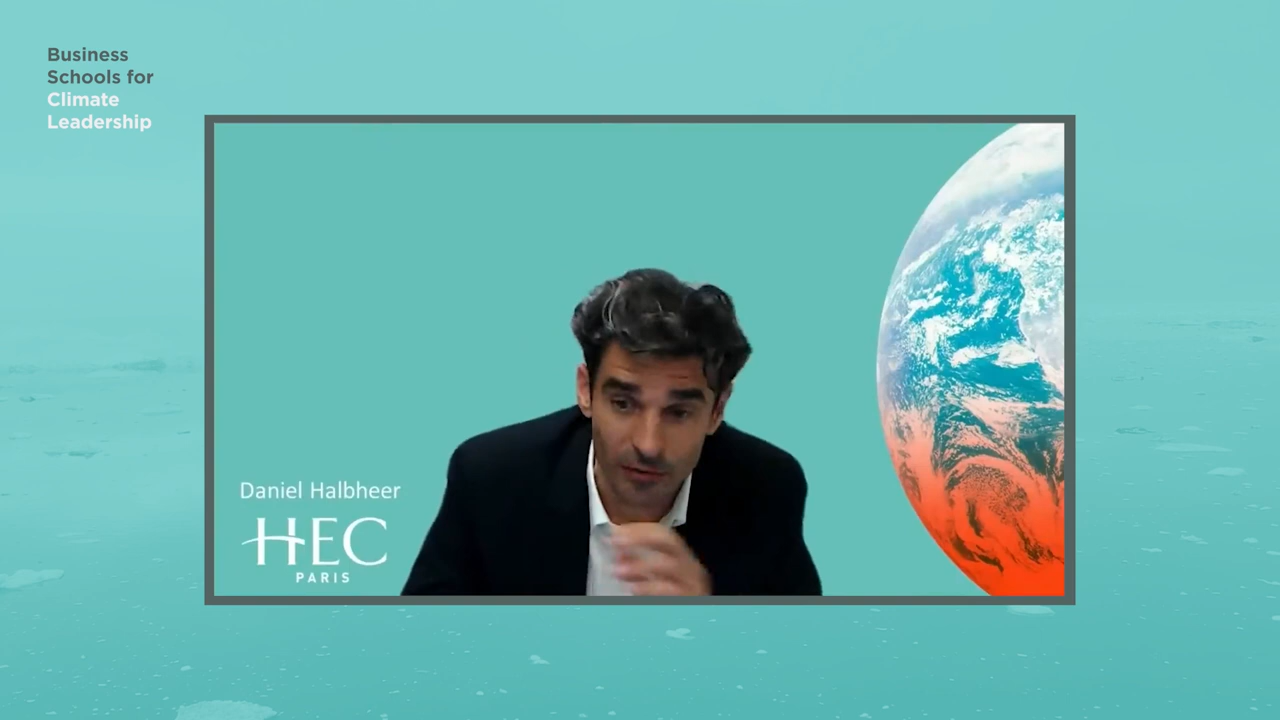 Business
Schools for
Climate
Leadership
Daniel Halbheer
HEC
PARIS